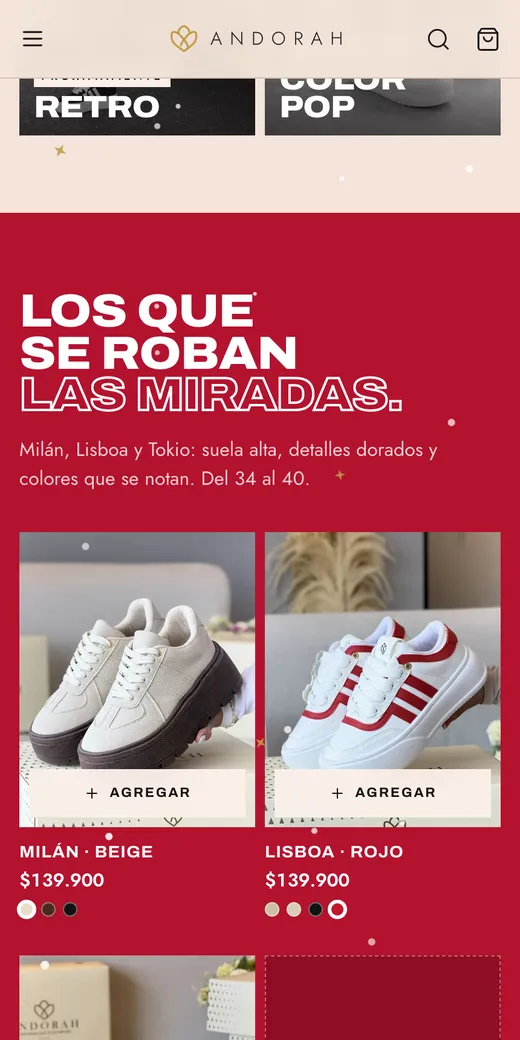 ANDORAH
RETRO
COLOR
POP
LOS QUE
SE ROBAN
LAS MIRADAS.
Milán, Lisboa y Tokio: suela alta, detalles dorados y
colores que se notan. Del 34 al 40.
+ AGREGAR
+ AGREGAR
MILÁN · BEIGE
LISBOA · ROJO
$139.900
$139.900
NDORAH